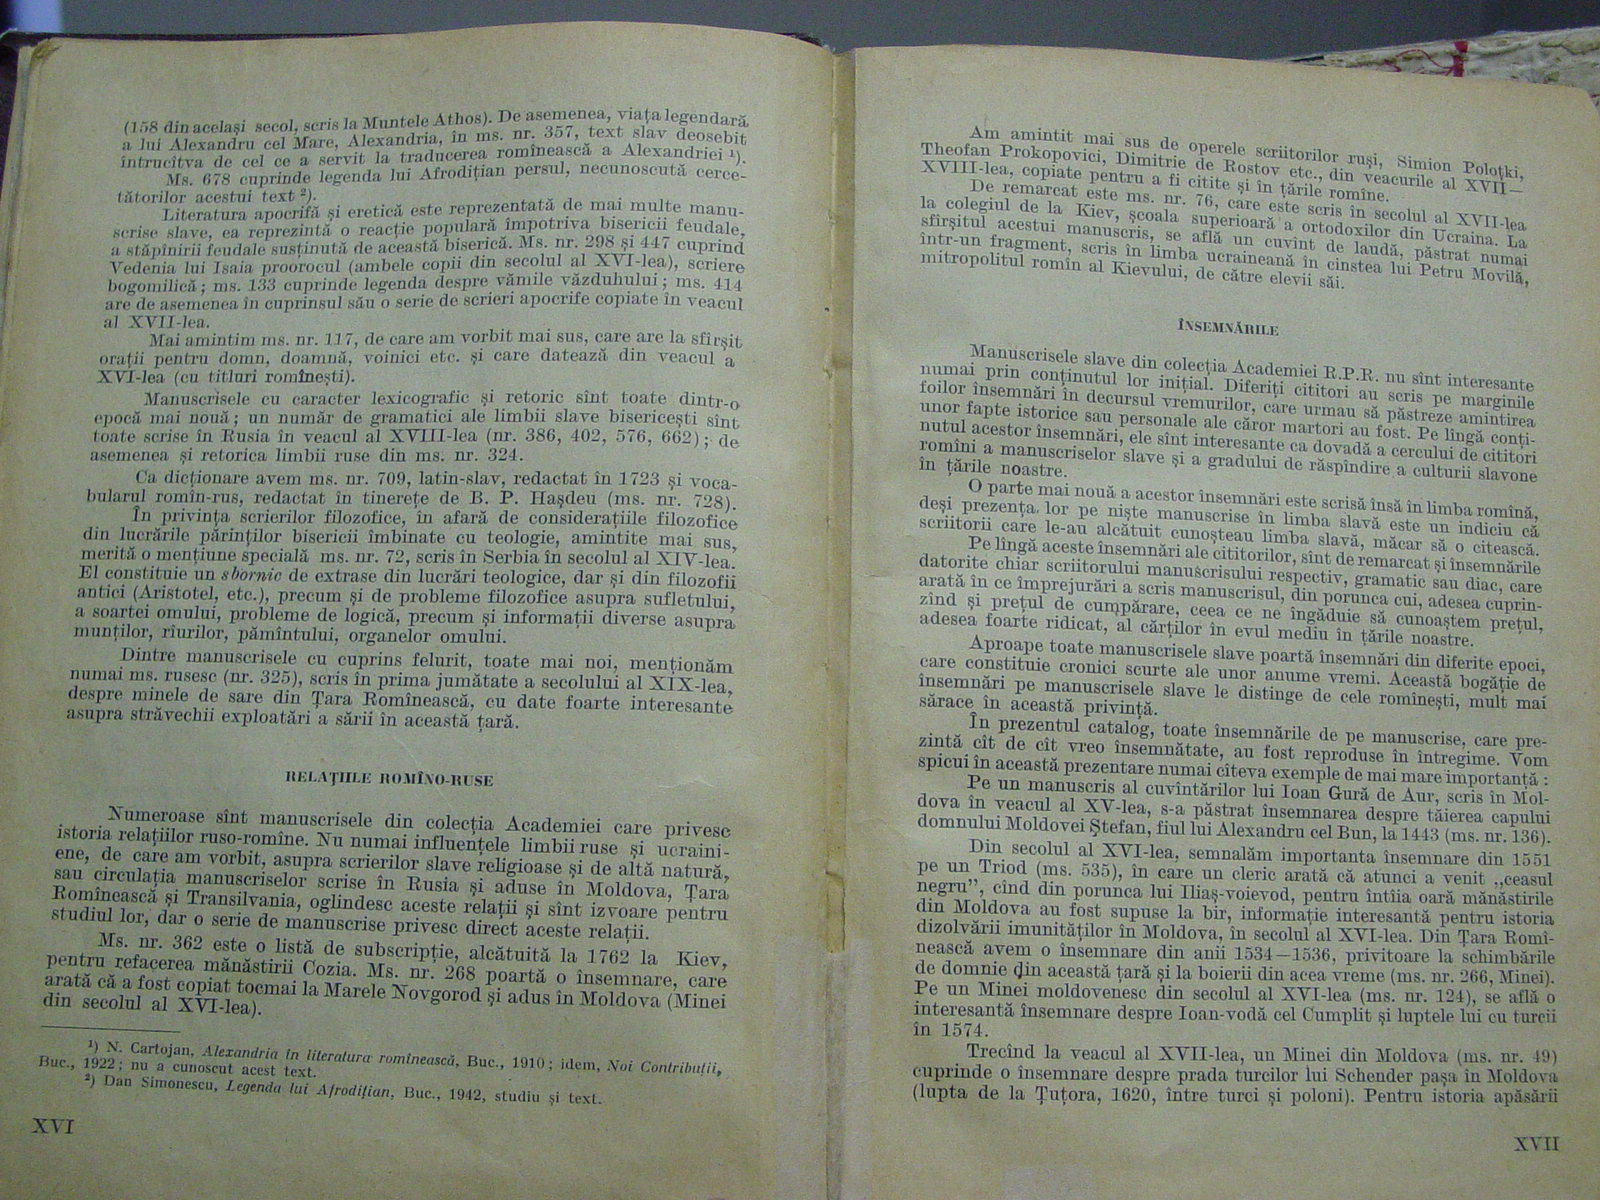 (158 din același secol, scris la Muntele Athos). De asemenea, viața legendară
a lui Alexandru cel Mare, Alexandria, în ms. nr. 357, text slav deosebit
întrucîtva de cel ce a servit la traducerea romînească a Alexandriei ¹).
Ms. 678 cuprinde legenda lui Afrodițian persul, necunoscută cerce-
tătorilor acestui text ²).
Literatura apocrifă și eretică este reprezentată de mai multe manu-
scrise slave, ea reprezintă o reacție populară împotriva bisericii feudale,
a stăpînirii feudale susținută de această biserică. Ms. nr. 298 și 447 cuprind
Vedenia lui Isaia proorocul (ambele copii din secolul al XVI-lea), scriere
bogomilică; ms. 133 cuprinde legenda despre vămile văzduhului; ms. 414
are de asemenea în cuprinsul său o serie de scrieri apocrife copiate în veacul
al XVII-lea.
Mai amintim ms. nr. 117, de care am vorbit mai sus, care are la sfîrșit
orații pentru domn, doamnă, voinici etc. și care datează din veacul a
XVI-lea (cu titluri romînești).
Manuscrisele cu caracter lexicografic și retoric sînt toate dintr-o
epocă mai nouă; un număr de gramatici ale limbii slave bisericești sînt
toate scrise în Rusia în veacul al XVIII-lea (nr. 386, 402, 576, 662); de
asemenea și retorica limbii ruse din ms. nr. 324.
Ca dicționare avem ms. nr. 709, latin-slav, redactat în 1723 și voca-
bularul romîn-rus, redactat în tinerețe de B. P. Hașdeu (ms. nr. 728).
În privința scrierilor filozofice, în afară de considerațiile filozofice
din lucrările părinților bisericii îmbinate cu teologie, amintite mai sus,
merită o mențiune specială ms. nr. 72, scris în Serbia în secolul al XIV-lea.
El constituie un sbornic de extrase din lucrări teologice, dar și din filozofii
antici (Aristotel, etc.), precum și de probleme filozofice asupra sufletului,
a soartei omului, probleme de logică, precum și informații diverse asupra
munților, rîurilor, pămîntului, organelor omului.
Dintre manuscrisele cu cuprins felurit, toate mai noi, menționăm
numai ms. rusesc (nr. 325), scris în prima jumătate a secolului al XIX-lea,
despre minele de sare din Țara Romînească, cu date foarte interesante
asupra străvechii exploatări a sării în această țară.
RELAȚIILE ROMÎNO-RUSE
Numeroase sînt manuscrisele din colecția Academiei care privesc
istoria relațiilor ruso-romîne. Nu numai influențele limbii ruse și ucraini-
ene, de care am vorbit, asupra scrierilor slave religioase și de altă natură,
sau circulația manuscriselor scrise în Rusia și aduse în Moldova, Țara
Romînească și Transilvania, oglindesc aceste relații și sînt izvoare pentru
studiul lor, dar o serie de manuscrise privesc direct aceste relații.
Ms. nr. 362 este o listă de subscripție, alcătuită la 1762 la Kiev,
pentru refacerea mănăstirii Cozia. Ms. nr. 268 poartă o însemnare, care
arată că a fost copiat tocmai la Marele Novgorod și adus în Moldova (Minei
din secolul al XVI-lea).
¹) N. Cartojan, Alexandria în literatura romînească, Buc., 1910; idem, Noi Contribuții,
Buc., 1922; nu a cunoscut acest text.
²) Dan Simonescu, Legenda lui Afrodițian, Buc., 1942, studiu și text.
XVI
Am amintit mai sus de operele scriitorilor ruși, Simion Polotki,
Theofan Prokopovici, Dimitrie de Rostov etc., din veacurile al XVII—
XVIII-lea, copiate pentru a fi citite și în țările romîne.
De remarcat este ms. nr. 76, care este scris în secolul al XVII-lea
la colegiul de la Kiev, școala superioară a ortodoxilor din Ucraina. La
sfîrșitul acestui manuscris, se află un cuvînt de laudă, păstrat numai
într-un fragment, scris în limba ucraineană în cinstea lui Petru Movilă,
mitropolitul romîn al Kievului, de către elevii săi.
ÎNSEMNĂRILE
Manuscrisele slave din colecția Academiei R.P.R. nu sînt interesante
numai prin conținutul lor inițial. Diferiți cititori au scris pe marginile
foilor însemnări în decursul vremurilor, care urmau să păstreze amintirea
unor fapte istorice sau personale ale căror martori au fost. Pe lîngă conți-
nutul acestor însemnări, ele sînt interesante ca dovadă a cercului de cititori
romîni a manuscriselor slave și a gradului de răspîndire a culturii slavone
în țările noastre.
O parte mai nouă a acestor însemnări este scrisă însă în limba romînă,
deși prezența lor pe niște manuscrise în limba slavă este un indiciu că
scriitorii care le-au alcătuit cunoșteau limba slavă, măcar să o citească.
Pe lîngă aceste însemnări ale cititorilor, sînt de remarcat și însemnările
datorite chiar scriitorului manuscrisului respectiv, gramatic sau diac, care
arată în ce împrejurări a scris manuscrisul, din porunca cui, adesea cuprin-
zînd și prețul de cumpărare, ceea ce ne îngăduie să cunoaștem prețul,
adesea foarte ridicat, al cărților în evul mediu în țările noastre.
Aproape toate manuscrisele slave poartă însemnări din diferite epoci,
care constituie cronici scurte ale unor anume vremi. Această bogăție de
însemnări pe manuscrisele slave le distinge de cele romînești, mult mai
sărace în această privință.
În prezentul catalog, toate însemnările de pe manuscrise, care pre-
zintă cît de cît vreo însemnătate, au fost reproduse în întregime. Vom
spicui în această prezentare numai cîteva exemple de mai mare importanță :
Pe un manuscris al cuvîntărilor lui Ioan Gură de Aur, scris în Mol-
dova în veacul al XV-lea, s-a păstrat însemnarea despre tăierea capului
domnului Moldovei Ștefan, fiul lui Alexandru cel Bun, la 1443 (ms. nr. 136).
Din secolul al XVI-lea, semnalăm importanta însemnare din 1551
pe un Triod (ms. 535), în care un cleric arată că atunci a venit „ceasul
negru”, cînd din porunca lui Iliaș-voievod, pentru întîia oară mănăstirile
din Moldova au fost supuse la bir, informație interesantă pentru istoria
dizolvării imunităților în Moldova, în secolul al XVI-lea. Din Țara Romî-
nească avem o însemnare din anii 1534—1536, privitoare la schimbările
de domnie din această țară și la boierii din acea vreme (ms. nr. 266, Minei).
Pe un Minei moldovenesc din secolul al XVI-lea (ms. nr. 124), se află o
interesantă însemnare despre Ioan-vodă cel Cumplit și luptele lui cu turcii
în 1574.
Trecînd la veacul al XVII-lea, un Minei din Moldova (ms. nr. 49)
cuprinde o însemnare despre prada turcilor lui Schender pașa în Moldova
(lupta de la Țuțora, 1620, între turci și poloni). Pentru istoria apăsării
XVII